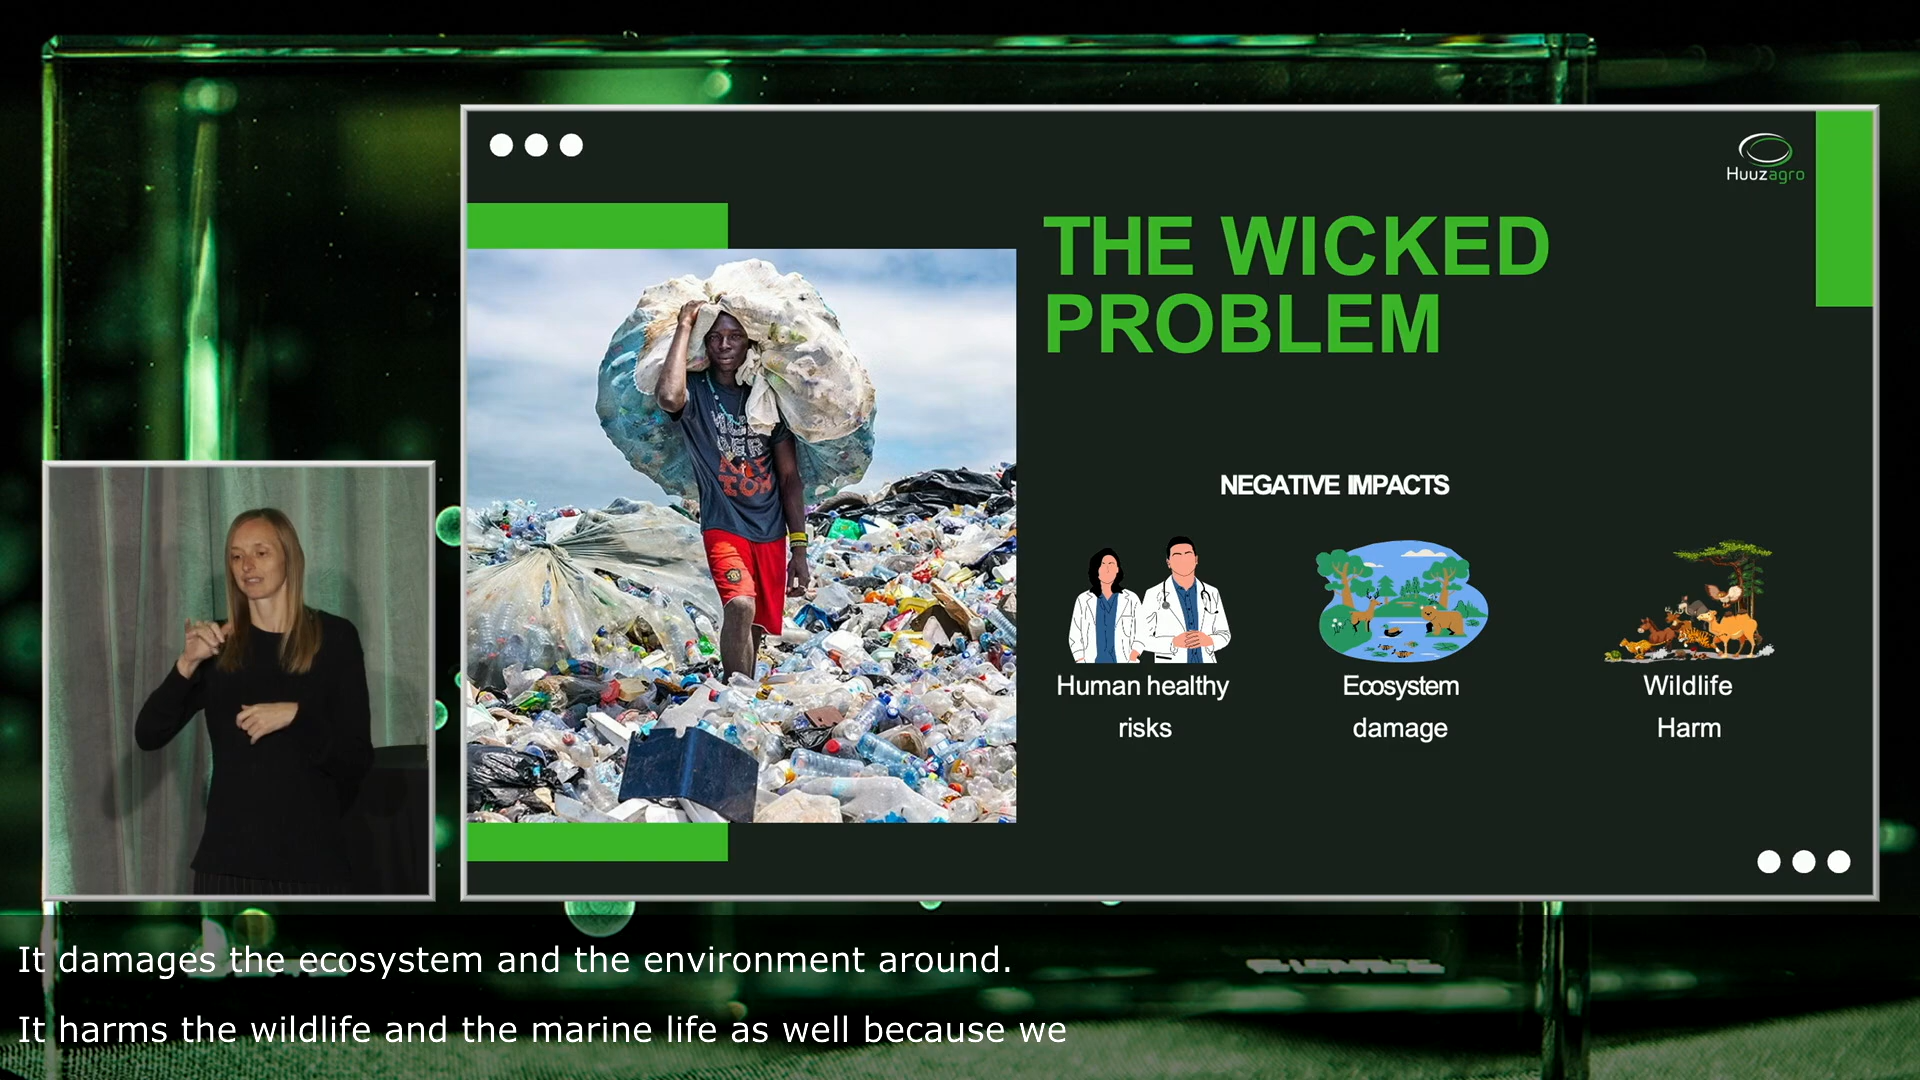 Huuzagro
THE WICKED
PROBLEM
NEGATIVE IMPACTS
Human healthy
risks
Ecosystem
damage
Wildlife
Harm
It damages the ecosystem and the environment around.
It harms the wildlife and the marine life as well because we